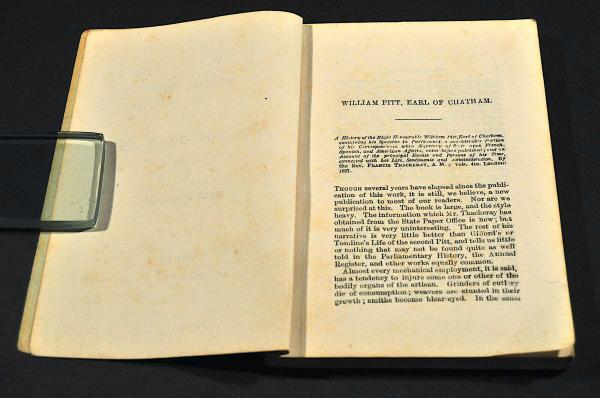 WILLIAM PITT, EARL OF CHATHAM.
A History of the Right Honourable William Pitt, Earl of Chatham,
containing his Speeches in Parliament; a considerable Portion
of his Correspondence when Secretary of State upon French,
Spanish, and American Affairs, never before published; and an
Account of the principal Events and Persons of his Time,
connected with his Life, Sentiments and Administration. By
the Rev. FRANCIS THACKERAY, A.M., 2 vols. 4to. London:
1827.
THOUGH several years have elapsed since the publi-
cation of this work, it is still, we believe, a new
publication to most of our readers. Nor are we
surprised at this. The book is large, and the style
heavy. The information which Mr. Thackeray has
obtained from the State Paper Office is new; but
much of it is very uninteresting. The rest of his
narrative is very little better than Gifford's or
Tomline's Life of the second Pitt, and tells us little
or nothing that may not be found quite as well
told in the Parliamentary History, the Annual
Register, and other works equally common.
Almost every mechanical employment, it is said,
has a tendency to injure some one or other of the
bodily organs of the artisan. Grinders of cutlery
die of consumption; weavers are stunted in their
growth; smiths become blear-eyed. In the same